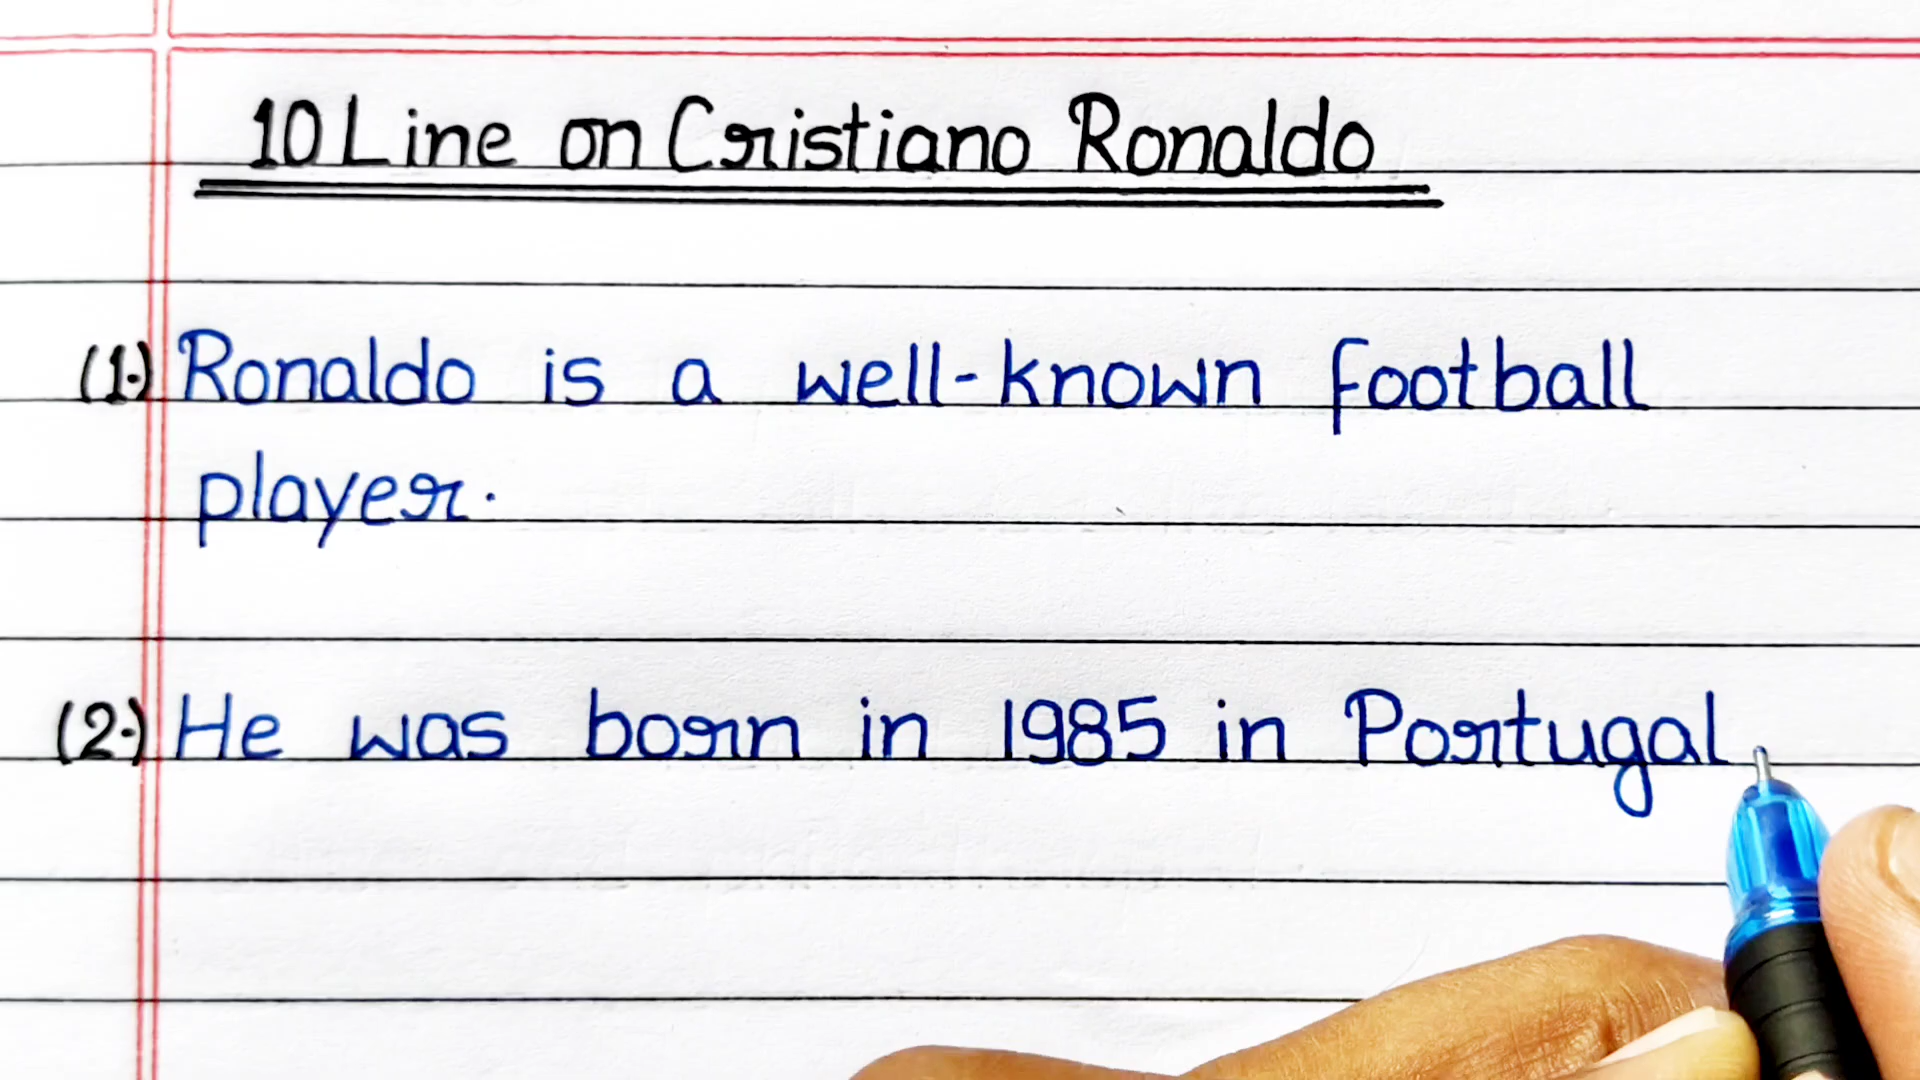 10 Line on Cristiano Ronaldo
(1.) Ronaldo is a well-known football
player.
(2.) He was born in 1985 in Portugal